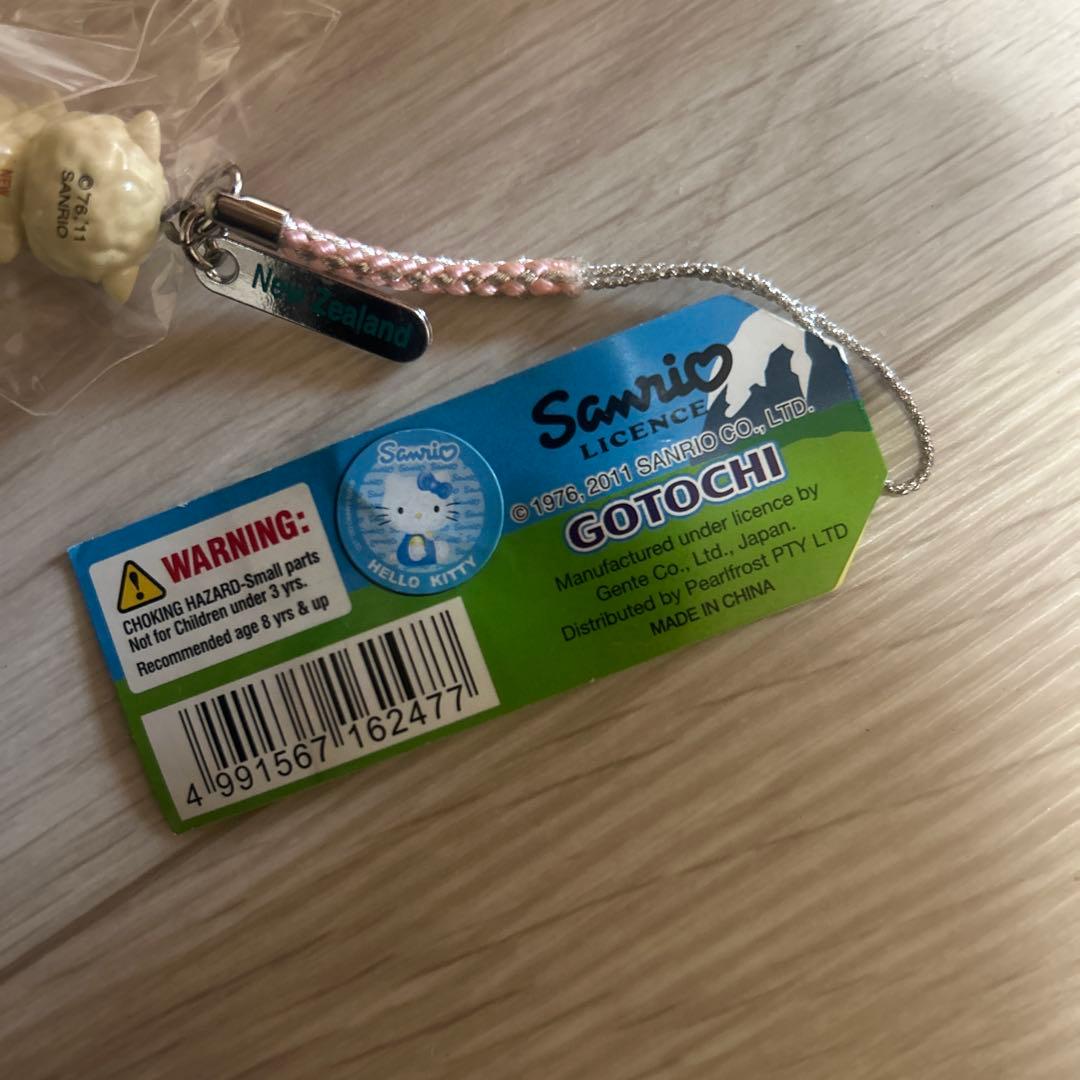 ©'76,'11
SANRIO
NEW
New Zealand
Sanrio
LICENCE
© 1976, 2011 SANRIO CO., LTD.
GOTOCHI
Manufactured under licence by
Gente Co., Ltd., Japan.
Distributed by Pearlfrost PTY LTD
MADE IN CHINA
Sanrio
HELLO KITTY
WARNING:
CHOKING HAZARD-Small parts
Not for Children under 3 yrs.
Recommended age 8 yrs & up
4 991567 162477